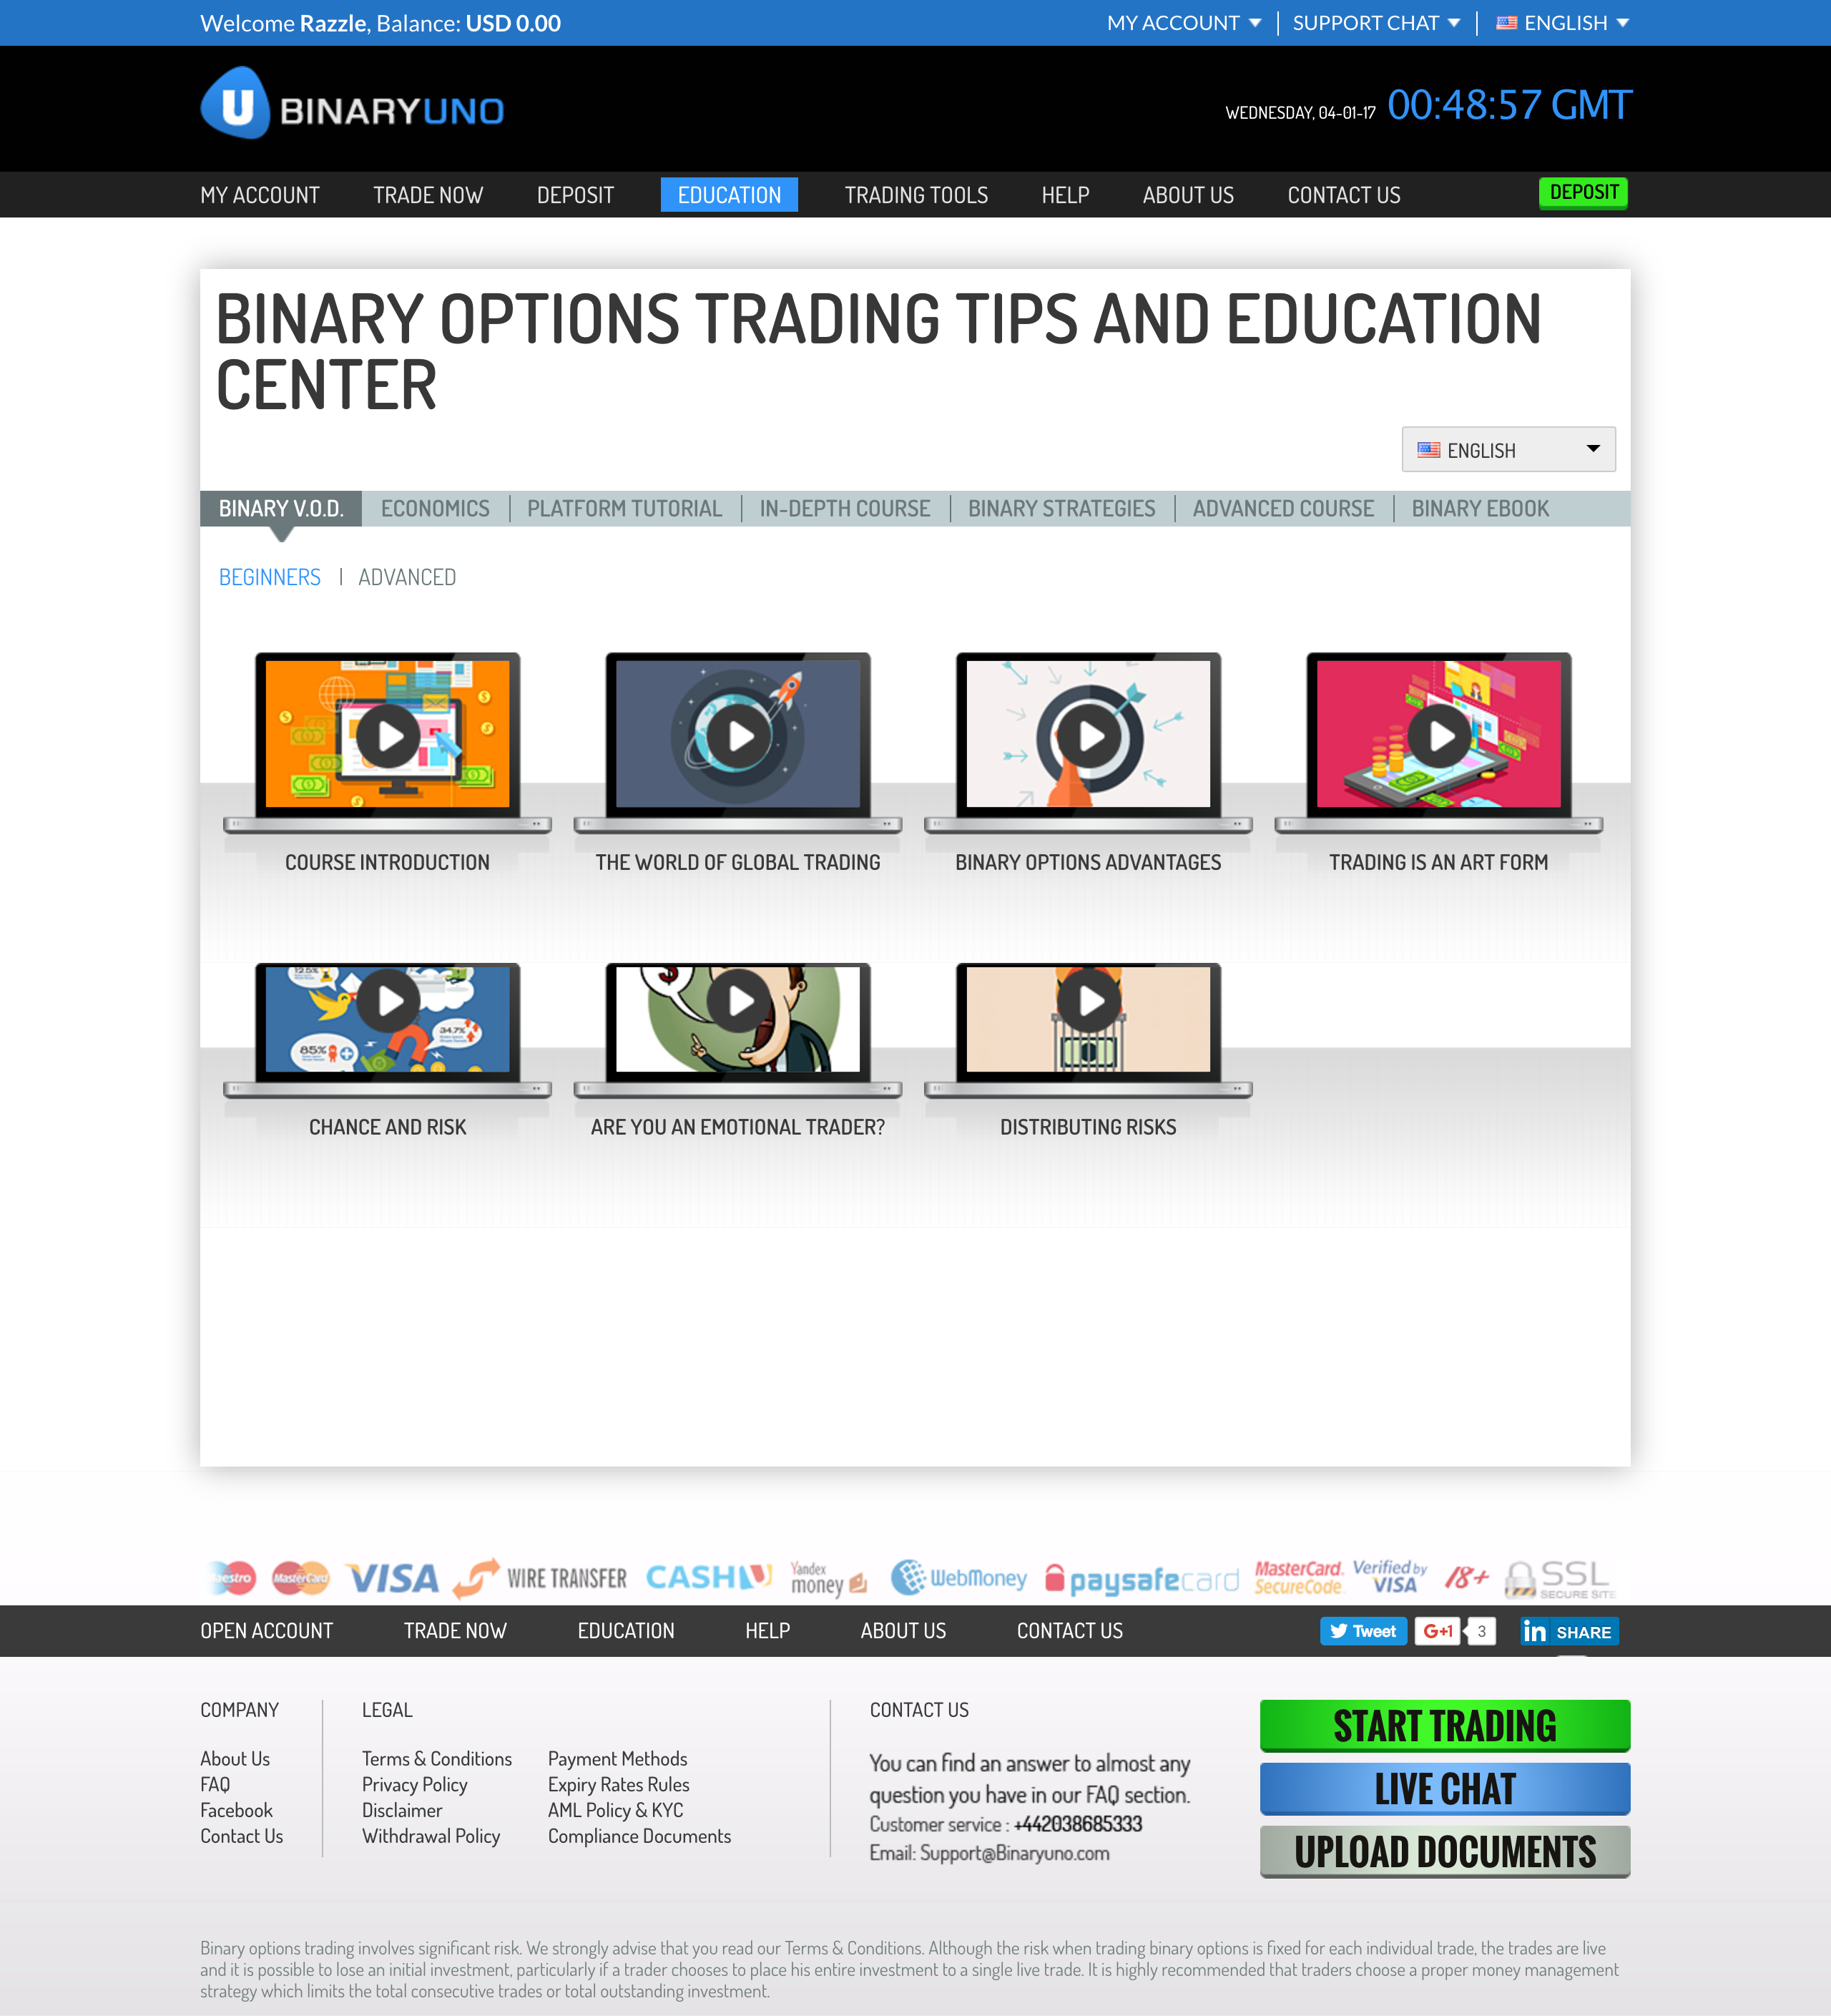 Welcome Razzle, Balance: USD 0.00
MY ACCOUNT
SUPPORT CHAT
ENGLISH
U BINARYUNO
WEDNESDAY, 04-01-17 00:48:57 GMT
MY ACCOUNT
TRADE NOW
DEPOSIT
EDUCATION
TRADING TOOLS
HELP
ABOUT US
CONTACT US
DEPOSIT
BINARY OPTIONS TRADING TIPS AND EDUCATION
CENTER
ENGLISH
BINARY V.O.D.
ECONOMICS
PLATFORM TUTORIAL
IN-DEPTH COURSE
BINARY STRATEGIES
ADVANCED COURSE
BINARY EBOOK
BEGINNERS | ADVANCED
COURSE INTRODUCTION
THE WORLD OF GLOBAL TRADING
BINARY OPTIONS ADVANTAGES
TRADING IS AN ART FORM
12.5%
85%
34.7%
$
CHANCE AND RISK
ARE YOU AN EMOTIONAL TRADER?
DISTRIBUTING RISKS
aestro
MasterCard
VISA
WIRE TRANSFER
CASHU
Yandex
money
WebMoney
paysafecard
MasterCard.
SecureCode.
Verified by
VISA
18+
SSL
SECURE SITE
OPEN ACCOUNT
TRADE NOW
EDUCATION
HELP
ABOUT US
CONTACT US
Tweet
G+1
3
in SHARE
COMPANY
About Us
FAQ
Facebook
Contact Us
LEGAL
Terms & Conditions
Privacy Policy
Disclaimer
Withdrawal Policy
Payment Methods
Expiry Rates Rules
AML Policy & KYC
Compliance Documents
CONTACT US
You can find an answer to almost any
question you have in our FAQ section.
Customer service : +442038685333
Email: Support@Binaryuno.com
START TRADING
LIVE CHAT
UPLOAD DOCUMENTS
Binary options trading involves significant risk. We strongly advise that you read our Terms & Conditions. Although the risk when trading binary options is fixed for each individual trade, the trades are live
and it is possible to lose an initial investment, particularly if a trader chooses to place his entire investment to a single live trade. It is highly recommended that traders choose a proper money management
strategy which limits the total consecutive trades or total outstanding investment.